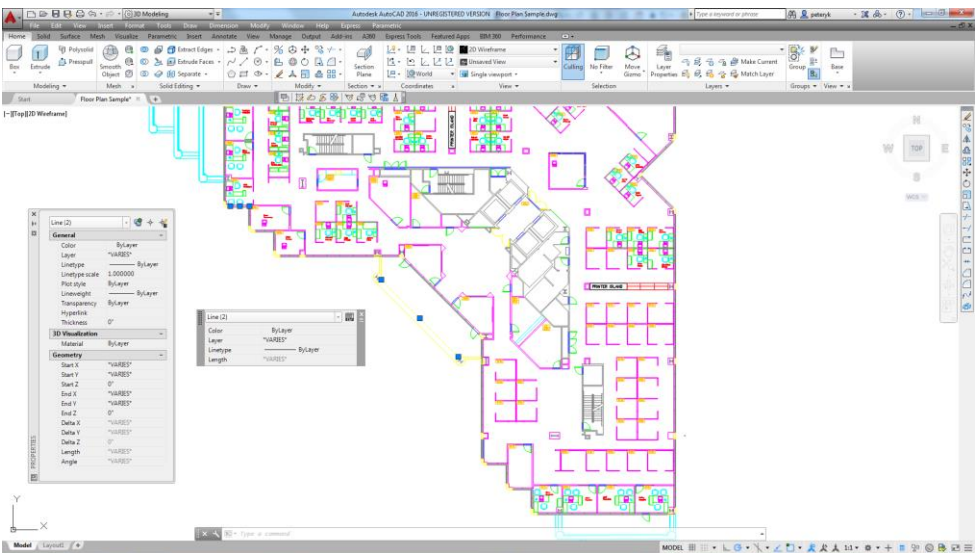 3D Modeling
Autodesk AutoCAD 2016 - UNREGISTERED VERSION Floor Plan Sample.dwg
Type a keyword or phrase
peteryk
File Edit View Insert Format Tools Draw Dimension Modify Window Help Express Parametric
Home Solid Surface Mesh Visualize Parametric Insert Annotate View Manage Output Add-ins A360 Express Tools Featured Apps BIM 360 Performance
Box
Extrude
Polysolid
Presspull
Smooth Object
Extract Edges
Extrude Faces
Separate
Section Plane
World
2D Wireframe
Unsaved View
Single viewport
Culling
No Filter
Move Gizmo
Layer Properties
Make Current
Match Layer
Group
Base
Modeling
Mesh
Solid Editing
Draw
Modify
Section
Coordinates
View
Selection
Layers
Groups
View
Start
Floor Plan Sample*
[−][Top][2D Wireframe]
N
W
TOP
E
S
WCS
PRINTER ISLAND
PRINTER ISLAND
Line (2)
General
Color ByLayer
Layer *VARIES*
Linetype ByLayer
Linetype scale 1.000000
Plot style ByLayer
Lineweight ByLayer
Transparency ByLayer
Hyperlink
Thickness 0"
3D Visualization
Material ByLayer
Geometry
Start X *VARIES*
Start Y *VARIES*
Start Z 0"
End X *VARIES*
End Y *VARIES*
End Z 0"
Delta X *VARIES*
Delta Y *VARIES*
Delta Z 0"
Length *VARIES*
Angle *VARIES*
PROPERTIES
Line (2)
Color ByLayer
Layer *VARIES*
Linetype ByLayer
Length *VARIES*
Y
X
Type a command
Model
Layout1
MODEL
1:1